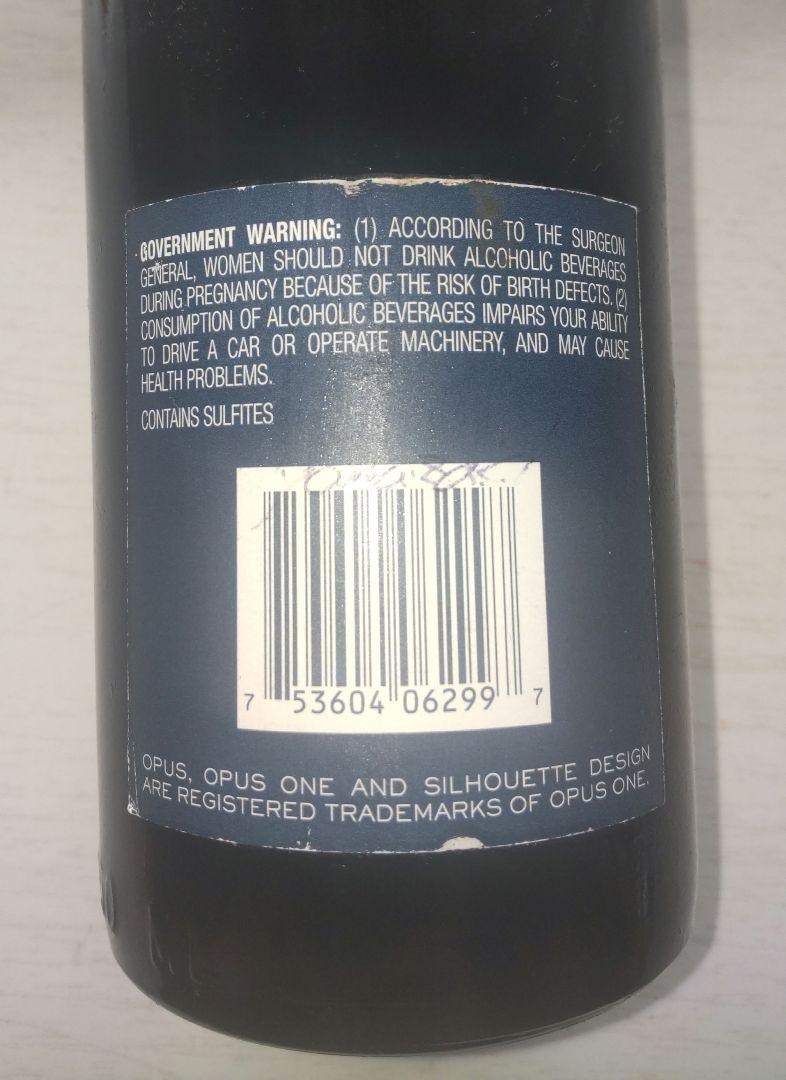 GOVERNMENT WARNING: (1) ACCORDING TO THE SURGEON
GENERAL, WOMEN SHOULD NOT DRINK ALCOHOLIC BEVERAGES
DURING PREGNANCY BECAUSE OF THE RISK OF BIRTH DEFECTS. (2)
CONSUMPTION OF ALCOHOLIC BEVERAGES IMPAIRS YOUR ABILITY
TO DRIVE A CAR OR OPERATE MACHINERY, AND MAY CAUSE
HEALTH PROBLEMS.
CONTAINS SULFITES
7 53604 06299 7
OPUS, OPUS ONE AND SILHOUETTE DESIGN
ARE REGISTERED TRADEMARKS OF OPUS ONE.